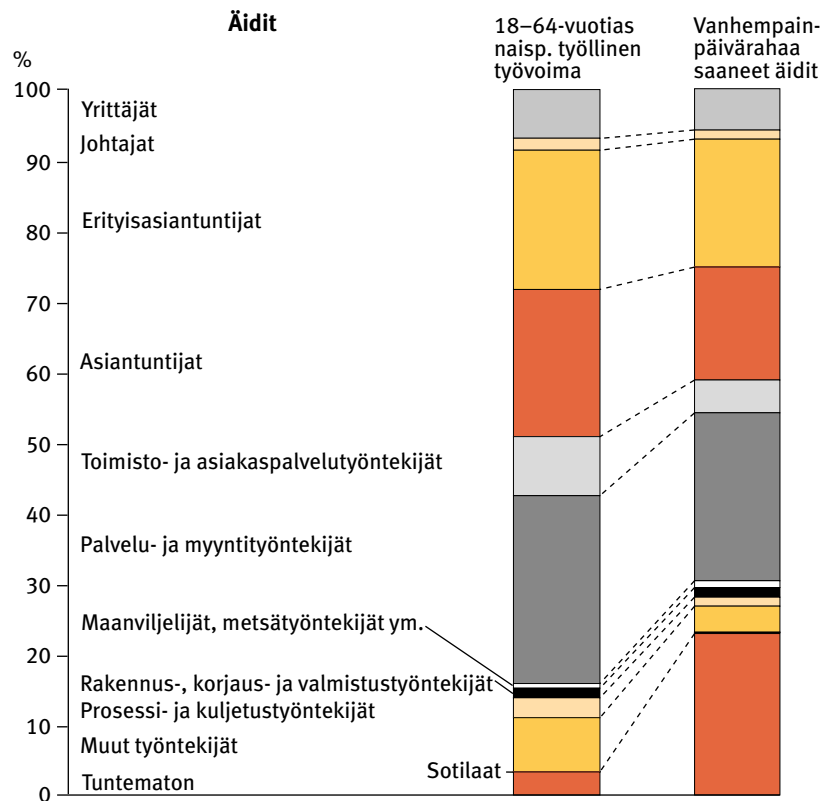 Äidit
18–64-vuotias
naisp. työllinen
työvoima
Vanhempain-
päivärahaa
saaneet äidit
%
100
Yrittäjät
Johtajat
90
Erityisasiantuntijat
80
70
Asiantuntijat
60
50
Toimisto- ja asiakaspalvelutyöntekijät
40
Palvelu- ja myyntityöntekijät
30
Maanviljelijät, metsätyöntekijät ym.
20
Rakennus-, korjaus- ja valmistustyöntekijät
Prosessi- ja kuljetustyöntekijät
10
Muut työntekijät
Sotilaat
Tuntematon
0